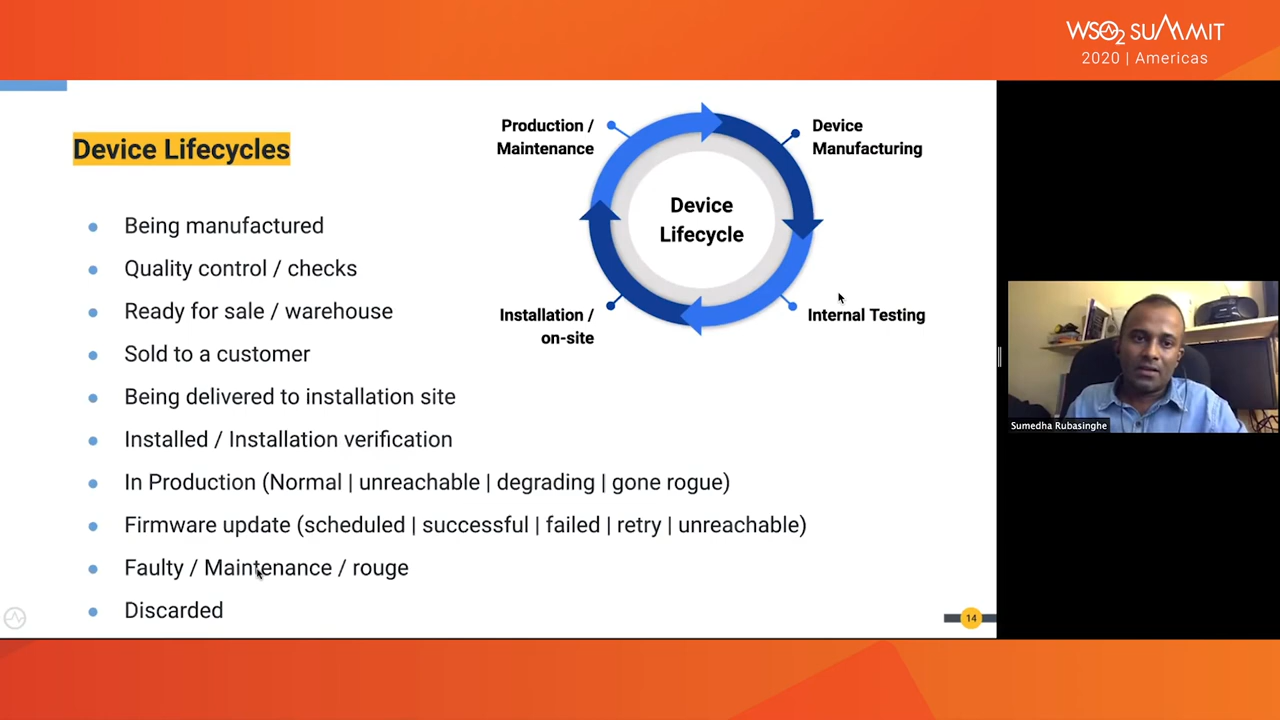 WSO2 SUMMIT
2020 | Americas
Device Lifecycles
Being manufactured
Quality control / checks
Ready for sale / warehouse
Sold to a customer
Being delivered to installation site
Installed / Installation verification
In Production (Normal | unreachable | degrading | gone rogue)
Firmware update (scheduled | successful | failed | retry | unreachable)
Faulty / Maintenance / rouge
Discarded
Production /
Maintenance
Device
Manufacturing
Device
Lifecycle
Installation /
on-site
Internal Testing
14
Sumedha Rubasinghe